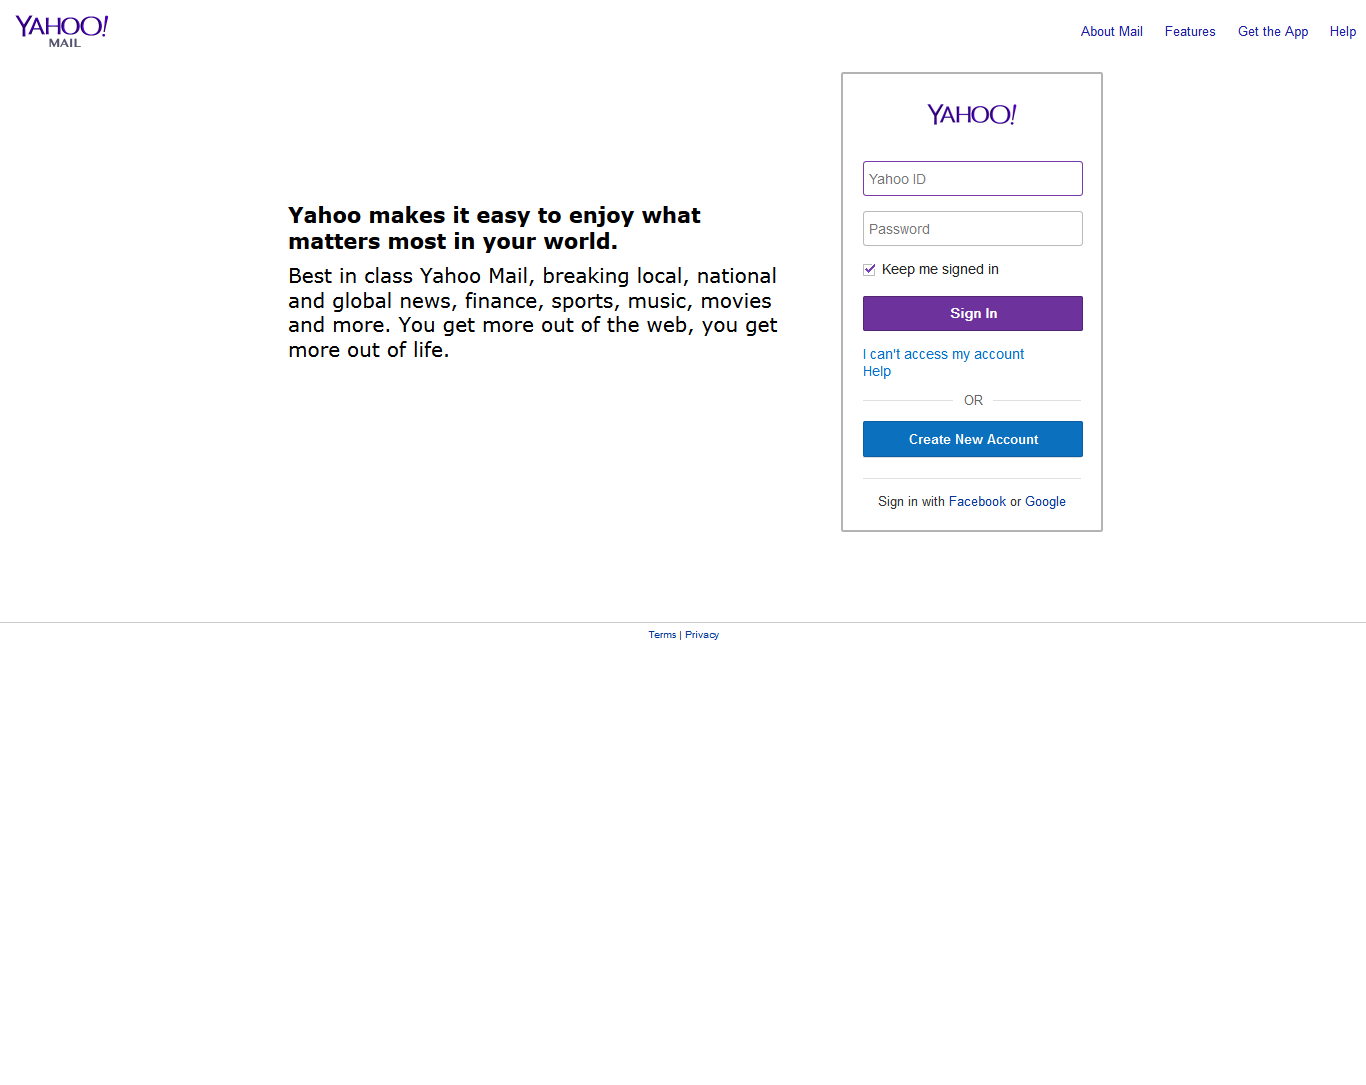 YAHOO!
MAIL
About Mail Features Get the App Help
YAHOO!
Yahoo ID
Password
Keep me signed in
Sign In
I can't access my account
Help
OR
Create New Account
Sign in with Facebook or Google
Yahoo makes it easy to enjoy what
matters most in your world.
Best in class Yahoo Mail, breaking local, national
and global news, finance, sports, music, movies
and more. You get more out of the web, you get
more out of life.
Terms | Privacy